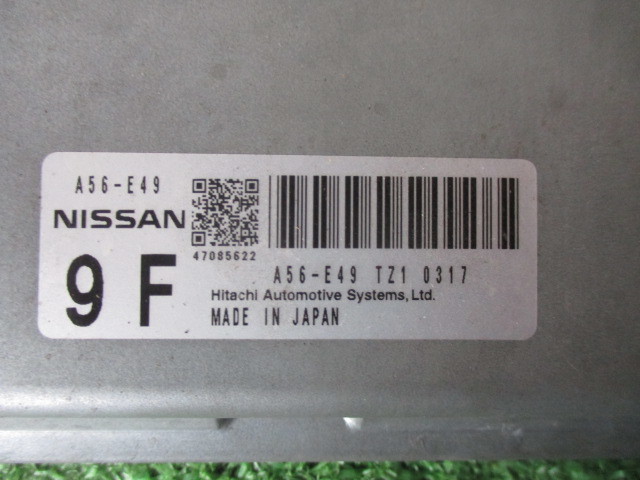 A56-E49
NISSAN
47085622
9 F
A56-E49 TZ1 0317
Hitachi Automotive Systems, Ltd.
MADE IN JAPAN